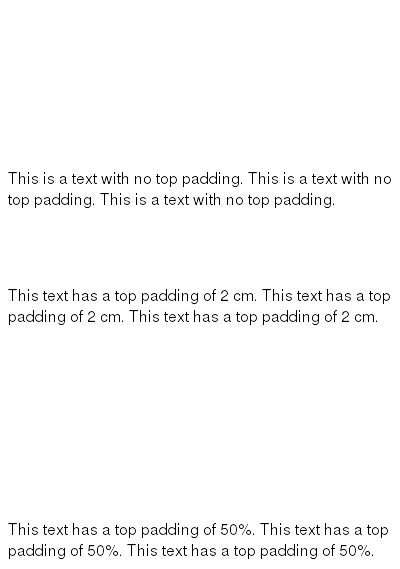 This is a text with no top padding. This is a text with no
top padding. This is a text with no top padding.
This text has a top padding of 2 cm. This text has a top
padding of 2 cm. This text has a top padding of 2 cm.
This text has a top padding of 50%. This text has a top
padding of 50%. This text has a top padding of 50%.